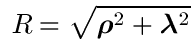 R = √(𝝆² + 𝝀²)